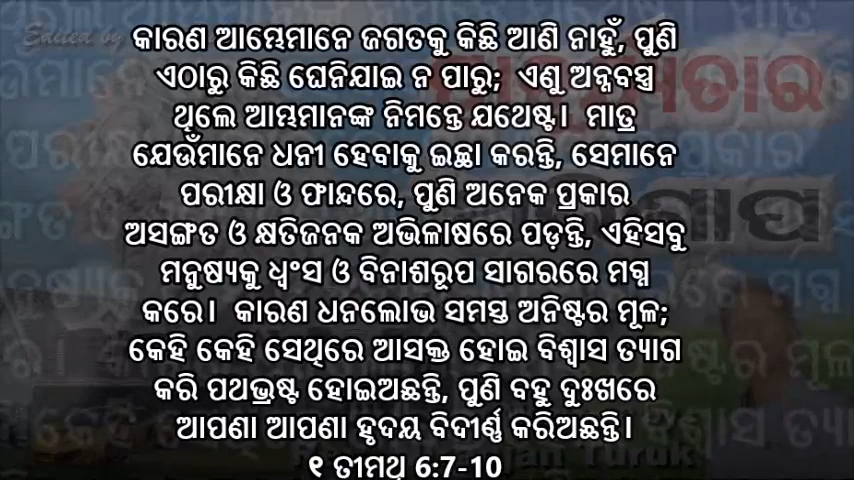 Edited by
କାରଣ ଆମ୍ଭେମାନେ ଜଗତକୁ କିଛି ଆଣି ନାହୁଁ, ପୁଣି
ଏଠାରୁ କିଛି ଘେନିଯାଇ ନ ପାରୁ; ଏଣୁ ଅନ୍ନବସ୍ତ୍ର
ଥିଲେ ଆମ୍ଭମାନଙ୍କ ନିମନ୍ତେ ଯଥେଷ୍ଟ। ମାତ୍ର
ଯେଉଁମାନେ ଧନୀ ହେବାକୁ ଇଚ୍ଛା କରନ୍ତି, ସେମାନେ
ପରୀକ୍ଷା ଓ ଫାନ୍ଦରେ, ପୁଣି ଅନେକ ପ୍ରକାର
ଅସଙ୍ଗତ ଓ କ୍ଷତିଜନକ ଅଭିଳାଷରେ ପଡ଼ନ୍ତି, ଏହିସବୁ
ମନୁଷ୍ୟକୁ ଧ୍ୱଂସ ଓ ବିନାଶରୂପ ସାଗରରେ ମଗ୍ନ
କରେ। କାରଣ ଧନଲୋଭ ସମସ୍ତ ଅନିଷ୍ଟର ମୂଳ;
କେହି କେହି ସେଥିରେ ଆସକ୍ତ ହୋଇ ବିଶ୍ୱାସ ତ୍ୟାଗ
କରି ପଥଭ୍ରଷ୍ଟ ହୋଇଅଛନ୍ତି, ପୁଣି ବହୁ ଦୁଃଖରେ
ଆପଣା ଆପଣା ହୃଦୟ ବିଦୀର୍ଣ୍ଣ କରିଅଛନ୍ତି।
୧ ତୀମଥି 6:7-10